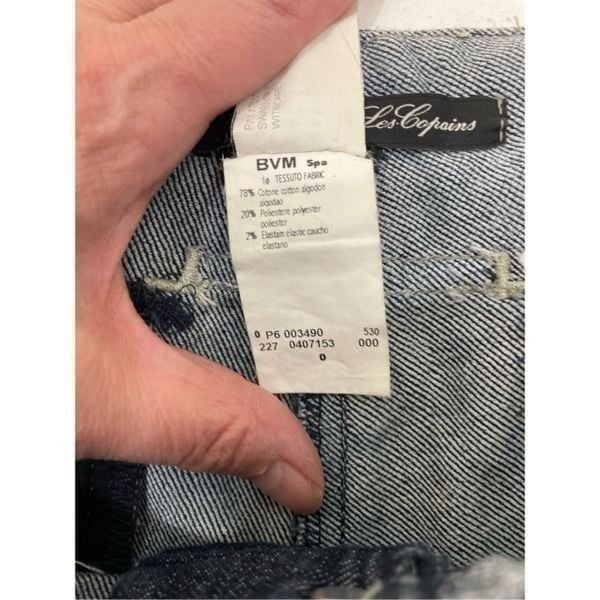 Les Copains
BVM Spa
1ø TESSUTO FABRIC
78% Cotone cotton algodon
algodao
20% Poliestere polyester
poliester
2% Elastam elastic caucho
elastano
0 P6 003490 530
227 0407153 000
0